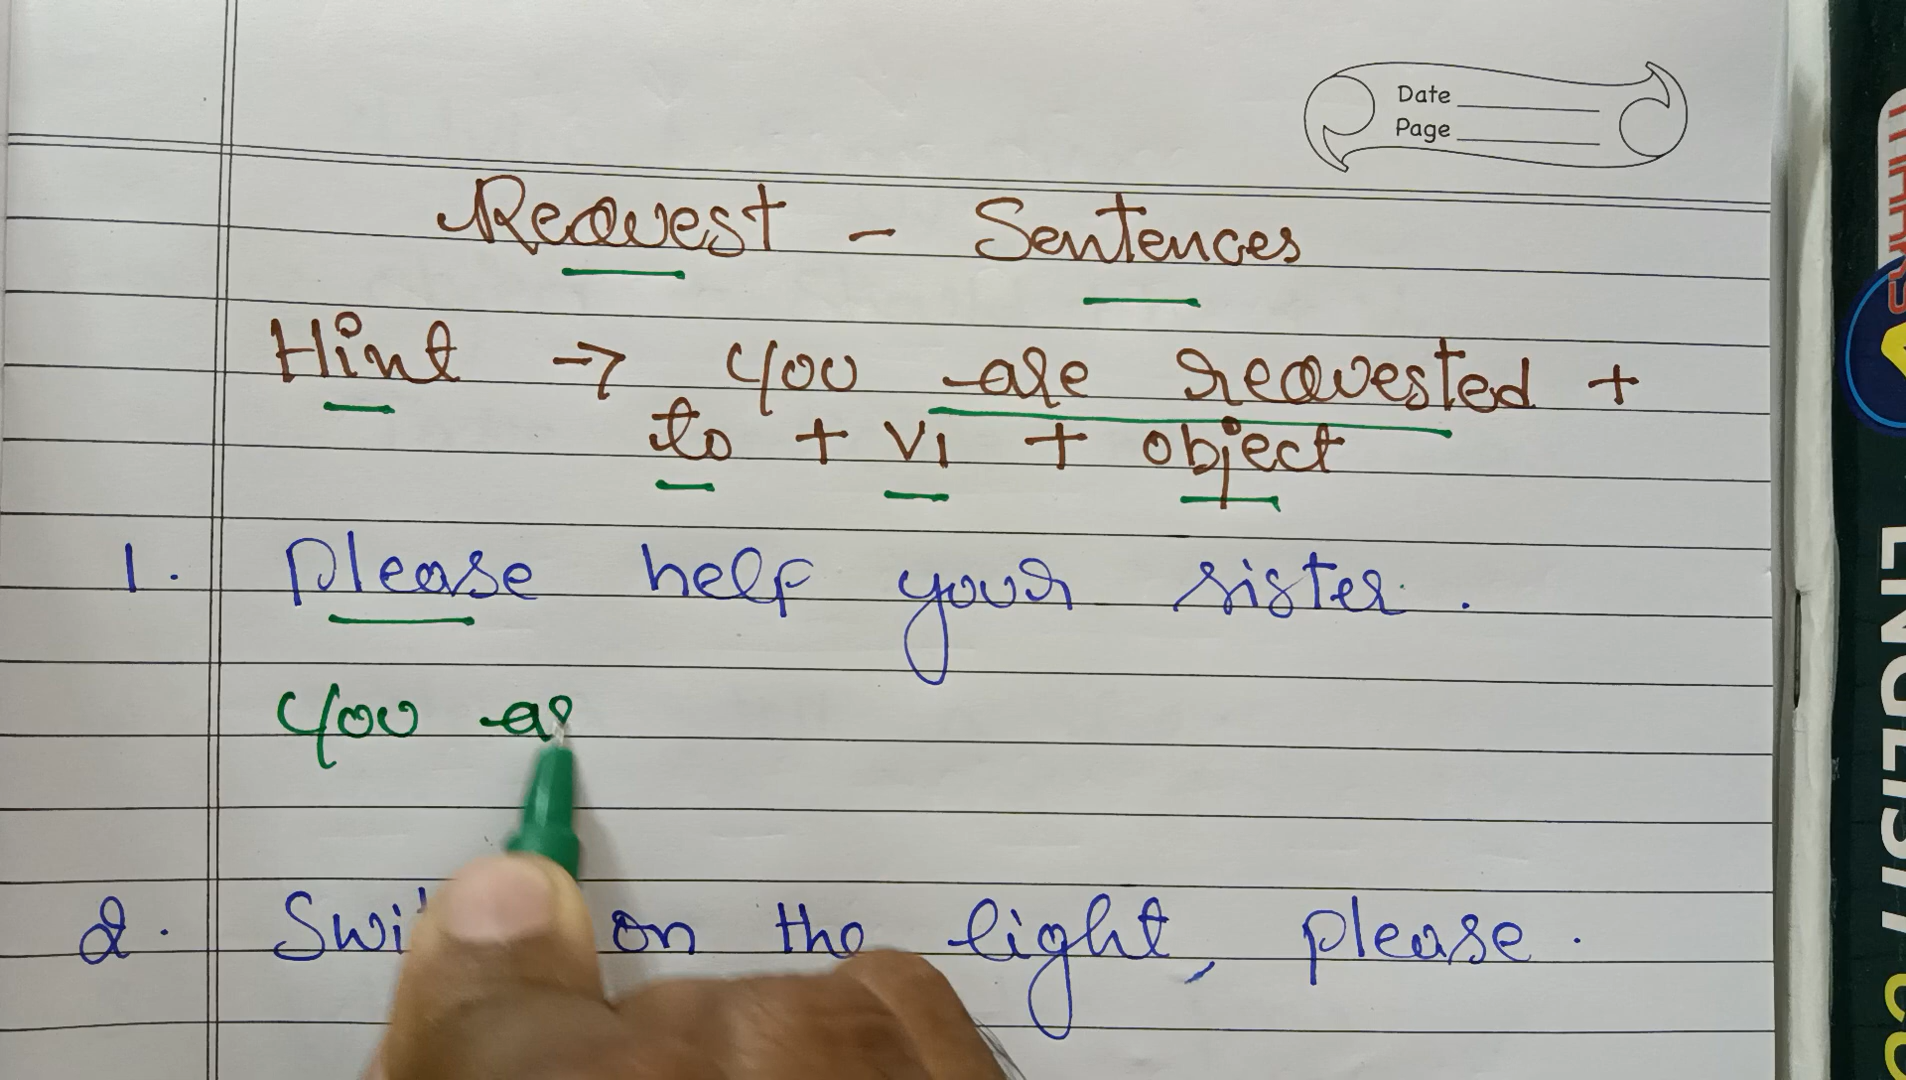 Date
Page
Request - Sentences
Hint → You are requested +
to + V1 + object
1. Please help your sister.
You
2. on the light, please.
ENGLISH